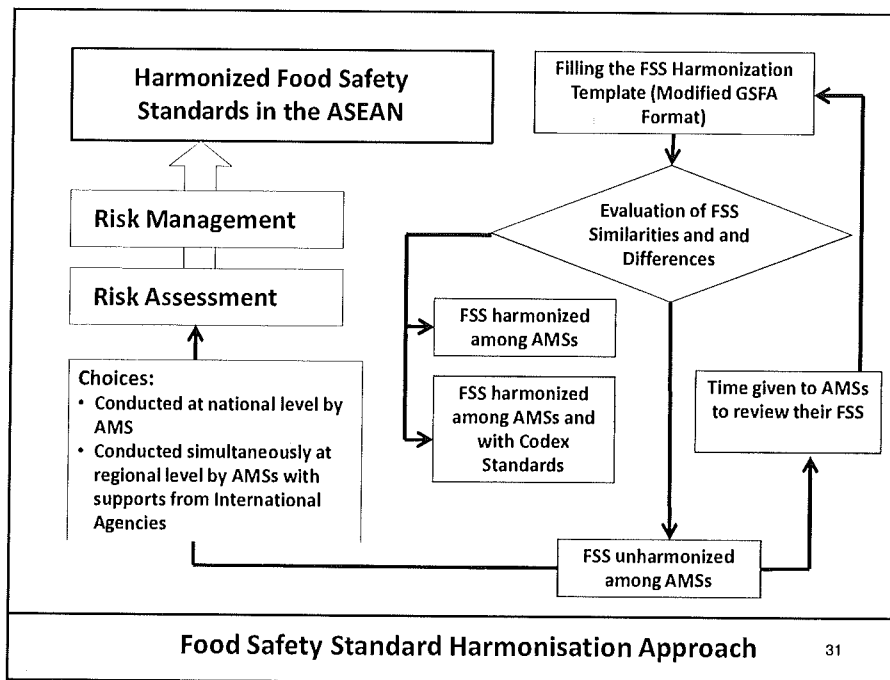 Harmonized Food Safety
Standards in the ASEAN
Risk Management
Risk Assessment
Choices:
• Conducted at national level by
AMS
• Conducted simultaneously at
regional level by AMSs with
supports from International
Agencies
Filling the FSS Harmonization
Template (Modified GSFA
Format)
Evaluation of FSS
Similarities and and
Differences
FSS harmonized
among AMSs
FSS harmonized
among AMSs and
with Codex
Standards
Time given to AMSs
to review their FSS
FSS unharmonized
among AMSs
Food Safety Standard Harmonisation Approach
31